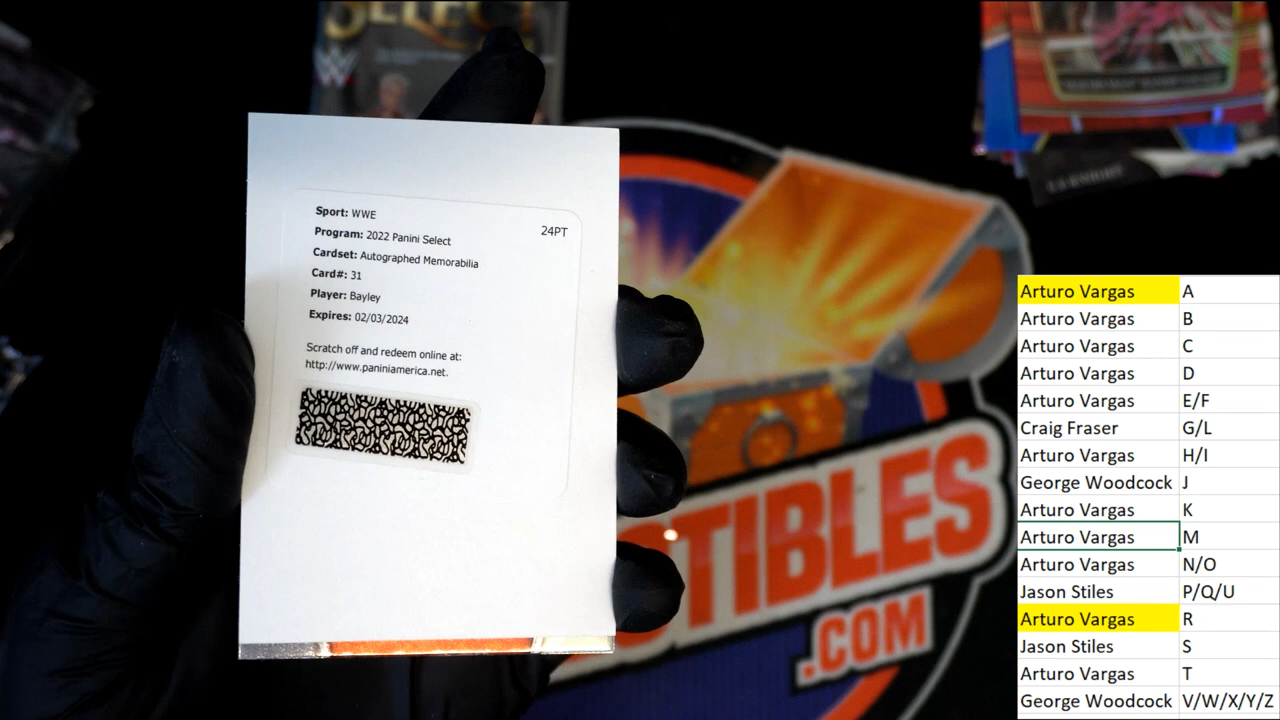 SELECT
W
Sport: WWE
24PT
Program: 2022 Panini Select
Cardset: Autographed Memorabilia
Card#: 31
Player: Bayley
Expires: 02/03/2024
Scratch off and redeem online at:
http://www.paniniamerica.net.
LA KNIGHT
TIBLES
.COM
Arturo Vargas A
Arturo Vargas B
Arturo Vargas C
Arturo Vargas D
Arturo Vargas E/F
Craig Fraser G/L
Arturo Vargas H/I
George Woodcock J
Arturo Vargas K
Arturo Vargas M
Arturo Vargas N/O
Jason Stiles P/Q/U
Arturo Vargas R
Jason Stiles S
Arturo Vargas T
George Woodcock V/W/X/Y/Z